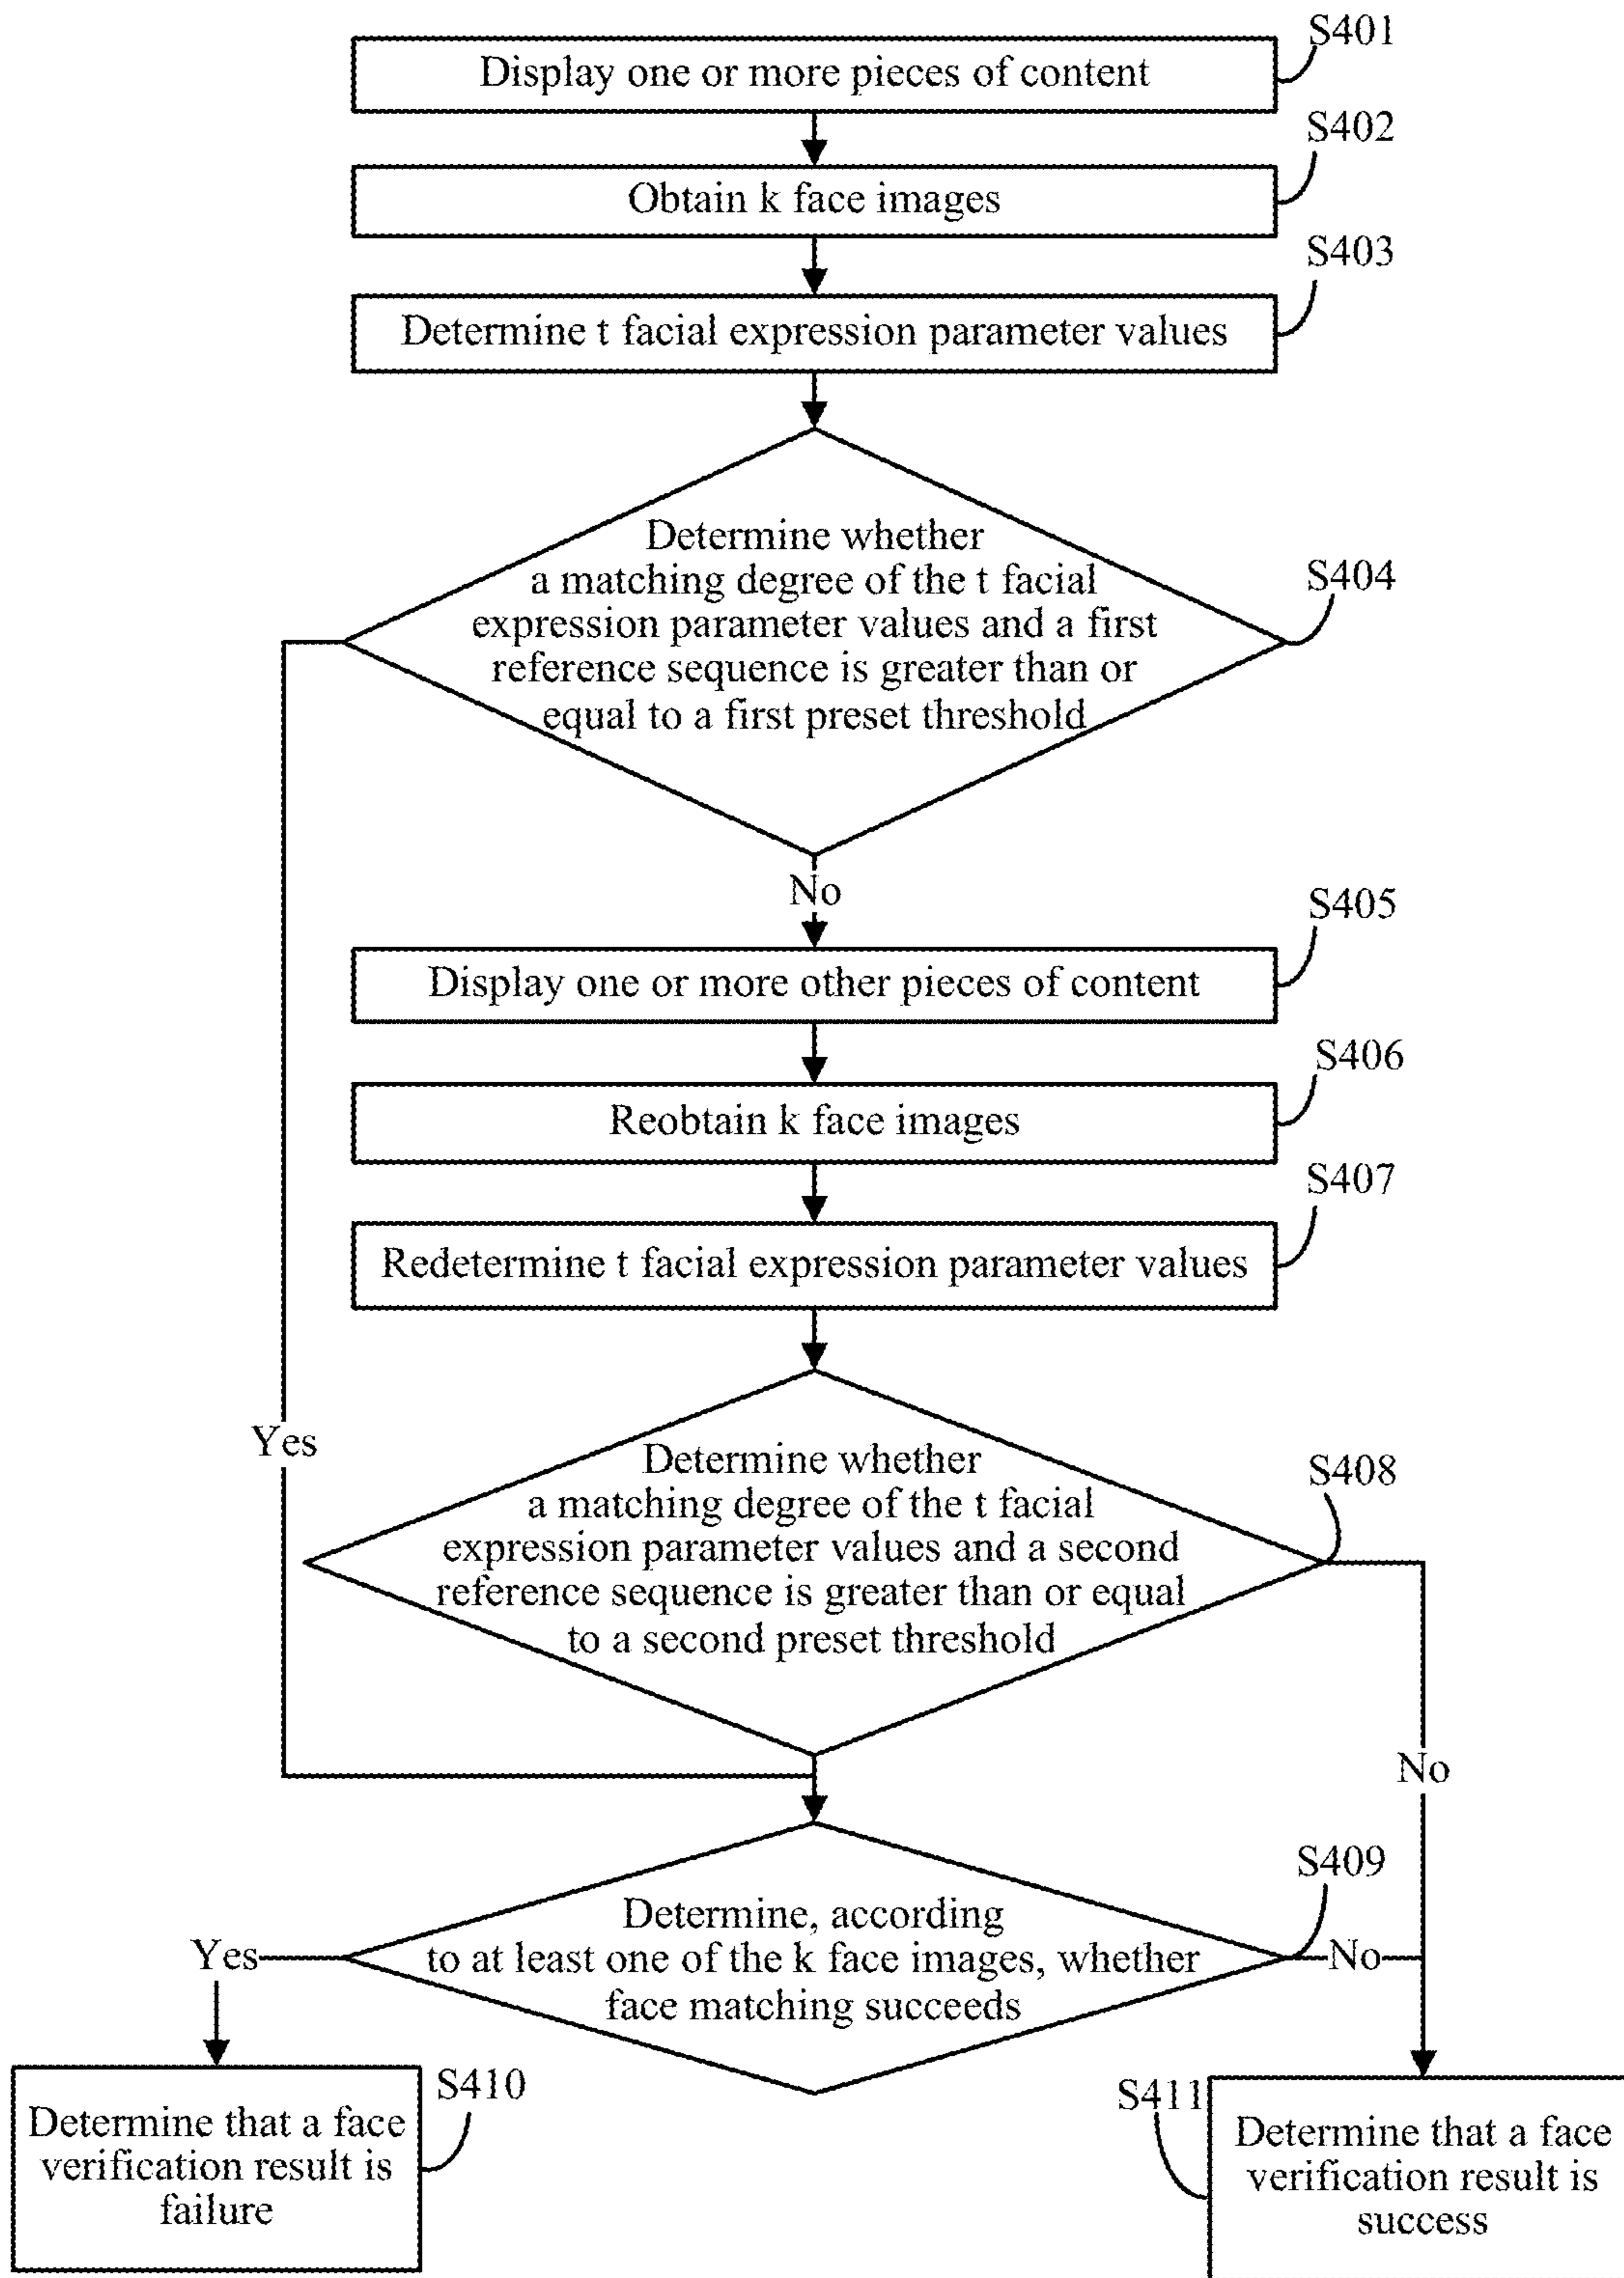 S401
Display one or more pieces of content
S402
Obtain k face images
S403
Determine t facial expression parameter values
Determine whether
a matching degree of the t facial
expression parameter values and a first
reference sequence is greater than or
equal to a first preset threshold
S404
No
S405
Display one or more other pieces of content
S406
Reobtain k face images
S407
Redetermine t facial expression parameter values
Yes
Determine whether
a matching degree of the t facial
expression parameter values and a second
reference sequence is greater than or equal
to a second preset threshold
S408
No
S409
Determine, according
to at least one of the k face images, whether
face matching succeeds
Yes
No
S410
Determine that a face
verification result is
failure
S411
Determine that a face
verification result is
success